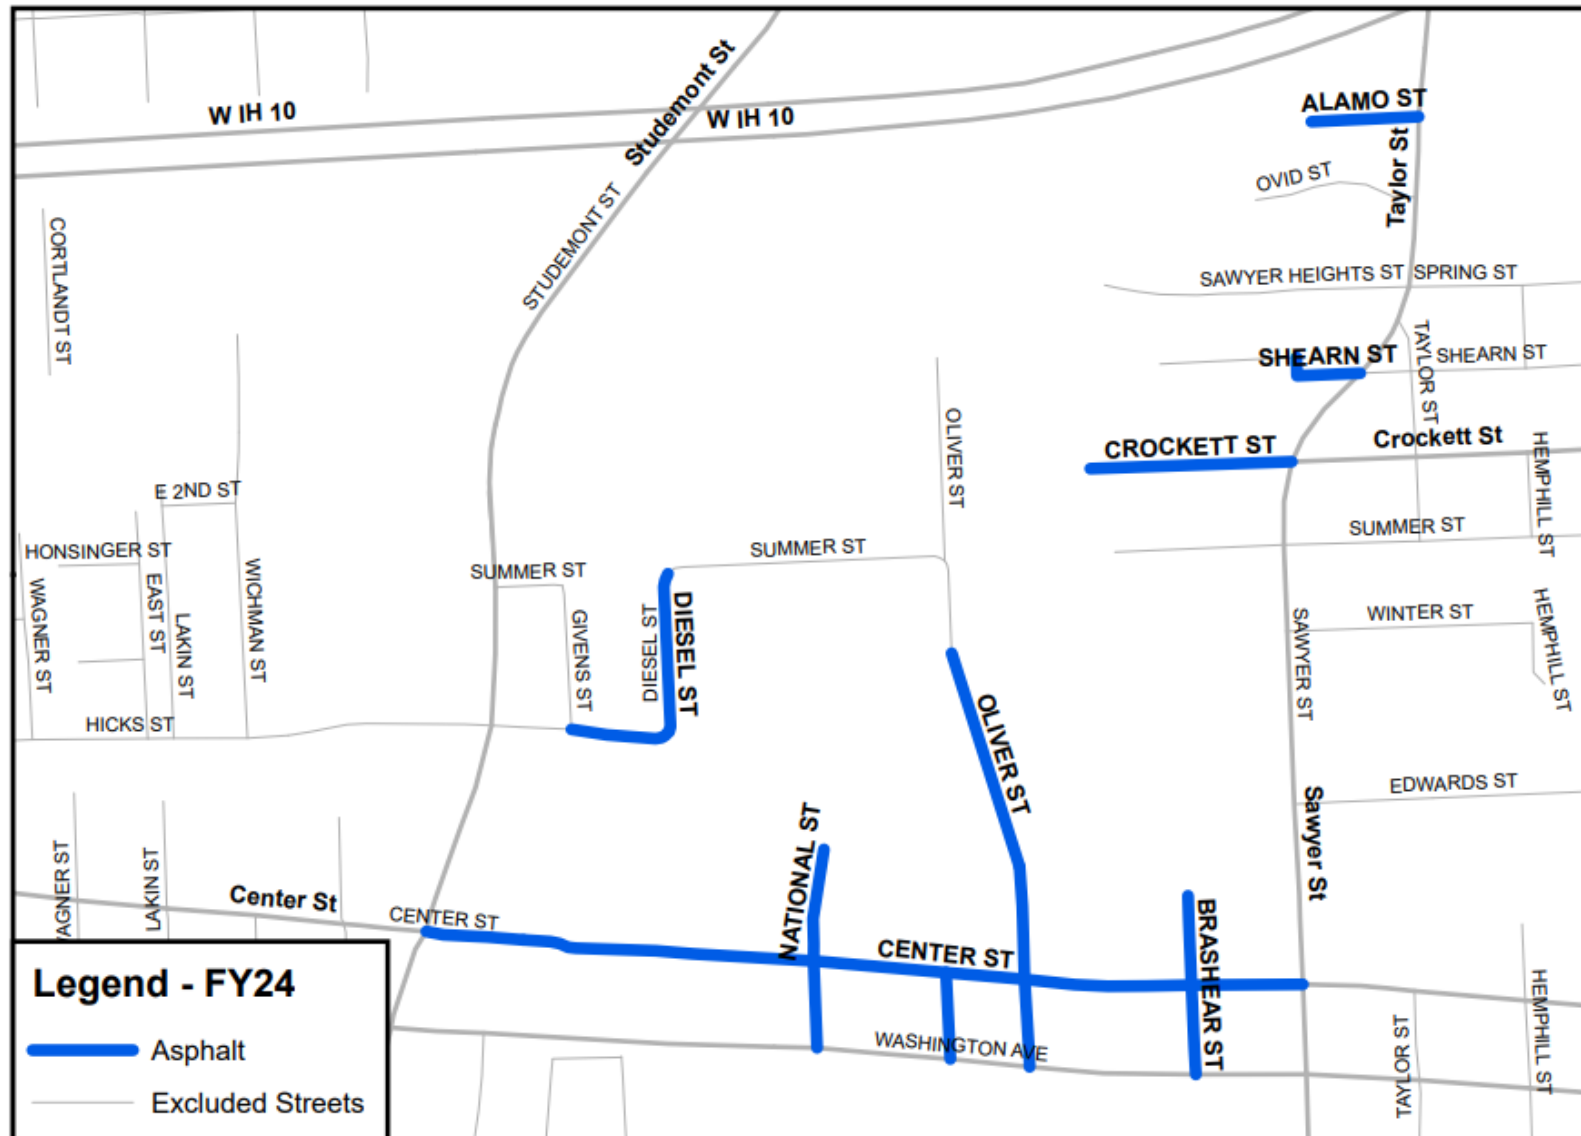 W IH 10
Studemont St
W IH 10
ALAMO ST
Taylor St
OVID ST
STUDEMONT ST
CORTLANDT ST
SAWYER HEIGHTS ST
SPRING ST
SHEARN ST
TAYLOR ST
SHEARN ST
OLIVER ST
CROCKETT ST
Crockett St
HEMPHILL ST
E 2ND ST
SUMMER ST
HONSINGER ST
SUMMER ST
SUMMER ST
WAGNER ST
EAST ST
LAKIN ST
WICHMAN ST
GIVENS ST
DIESEL ST
DIESEL ST
SAWYER ST
WINTER ST
HEMPHILL ST
HICKS ST
OLIVER ST
EDWARDS ST
Sawyer St
NATIONAL ST
AGNER ST
LAKIN ST
Center St
CENTER ST
CENTER ST
BRASHEAR ST
WASHINGTON AVE
TAYLOR ST
HEMPHILL ST
Legend - FY24
Asphalt
Excluded Streets